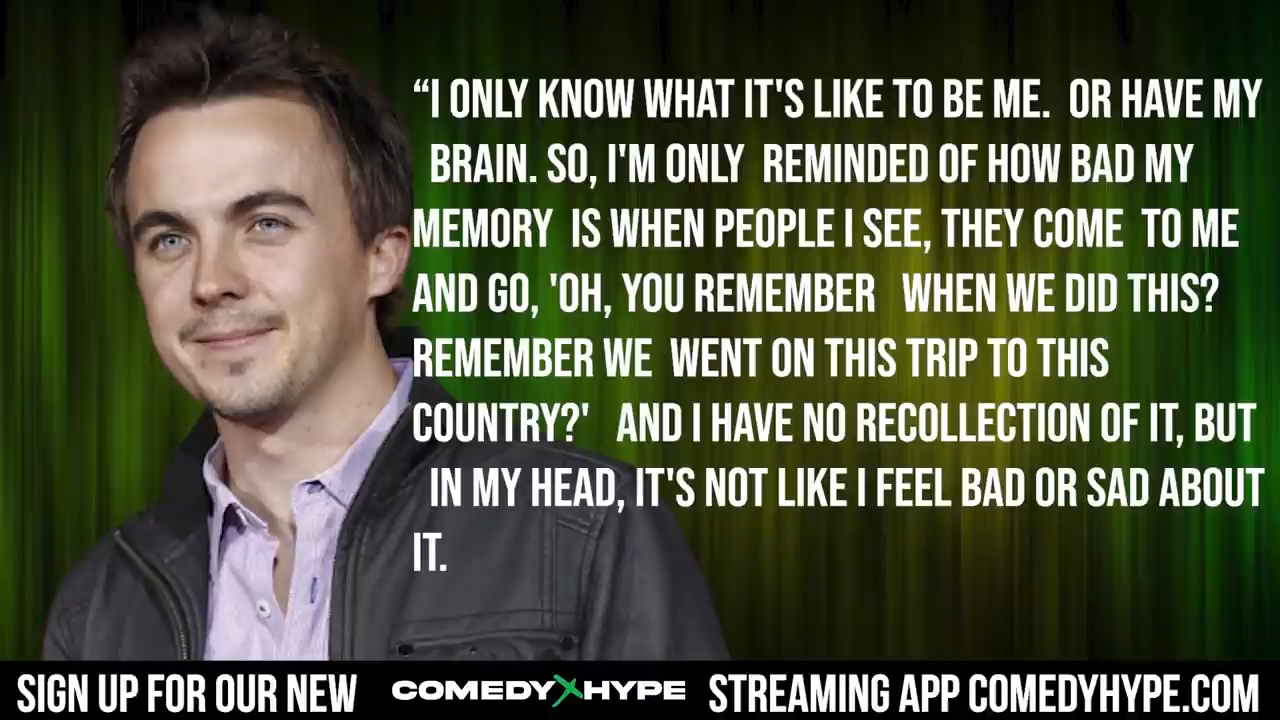 “I ONLY KNOW WHAT IT'S LIKE TO BE ME. OR HAVE MY
BRAIN. SO, I'M ONLY REMINDED OF HOW BAD MY
MEMORY IS WHEN PEOPLE I SEE, THEY COME TO ME
AND GO, 'OH, YOU REMEMBER WHEN WE DID THIS?
REMEMBER WE WENT ON THIS TRIP TO THIS
COUNTRY?' AND I HAVE NO RECOLLECTION OF IT, BUT
IN MY HEAD, IT'S NOT LIKE I FEEL BAD OR SAD ABOUT
IT.
SIGN UP FOR OUR NEW COMEDYXHYPE STREAMING APP COMEDYHYPE.COM